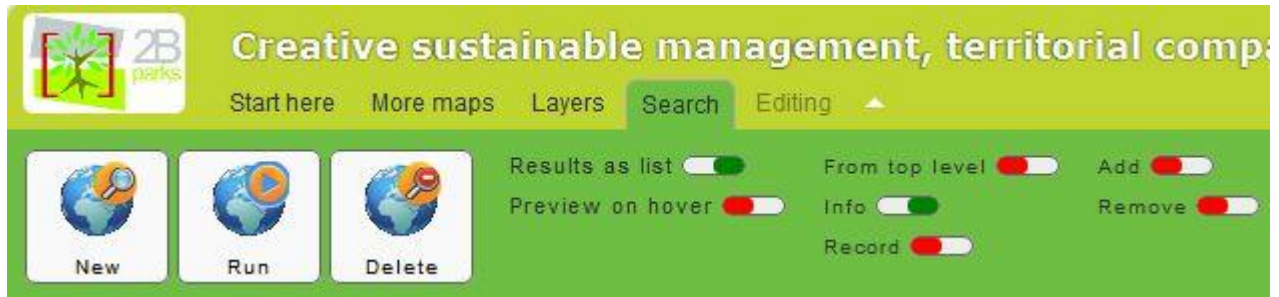 2B
parks
Creative sustainable management, territorial
Start here More maps Layers Search Editing
Results as list From top level Add
Preview on hover Info Remove
Record
New Run Delete